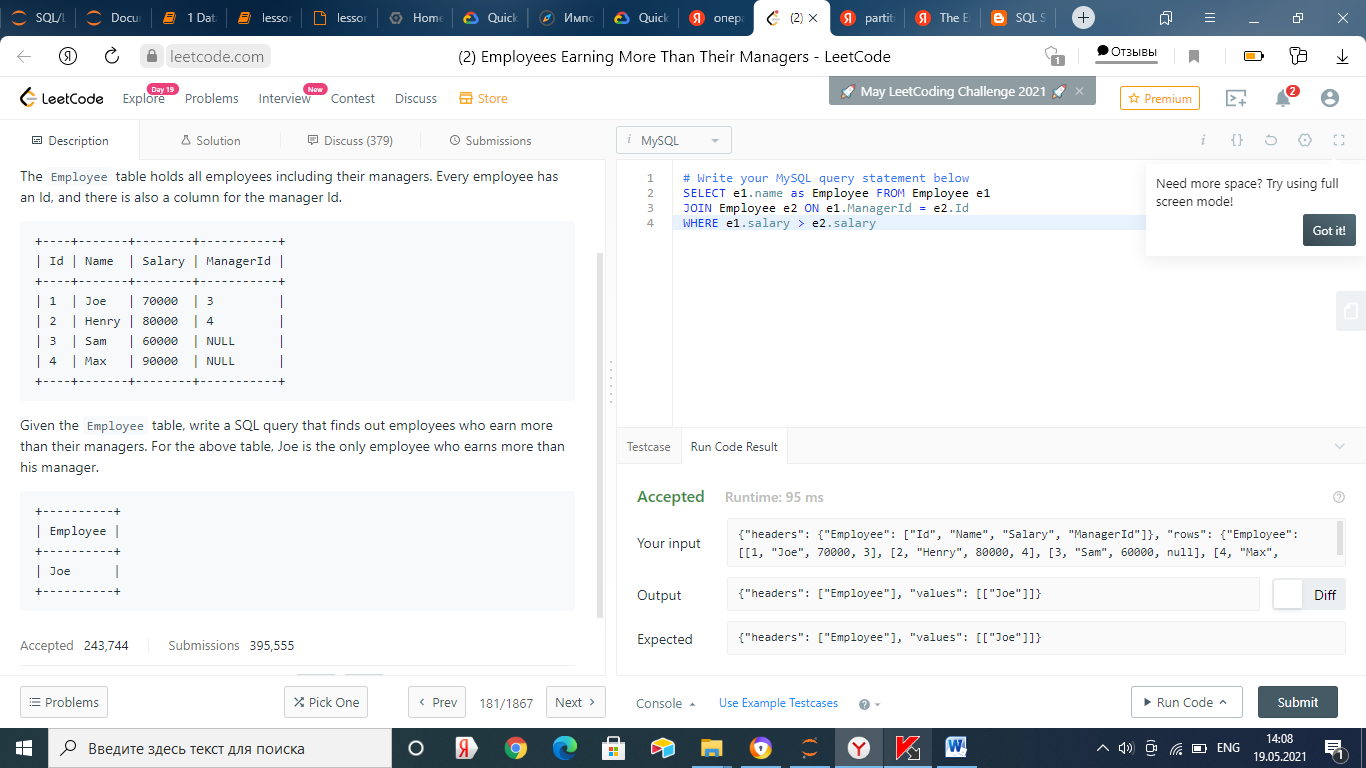 SQL/L
Docum
1 Data
lesson
lesson
Home
Quick
Импо
Quick
опера
(2)
partiti
The E
SQL S
leetcode.com
(2) Employees Earning More Than Their Managers - LeetCode
1
Отзывы
LeetCode
Explore
Day 19
Problems
Interview
New
Contest
Discuss
Store
🚀 May LeetCoding Challenge 2021 🚀 ×
Premium
2
Description
Solution
Discuss (379)
Submissions
i MySQL
The Employee table holds all employees including their managers. Every employee has
an Id, and there is also a column for the manager Id.
+----+-------+--------+-----------+
| Id | Name  | Salary | ManagerId |
+----+-------+--------+-----------+
| 1  | Joe   | 70000  | 3         |
| 2  | Henry | 80000  | 4         |
| 3  | Sam   | 60000  | NULL      |
| 4  | Max   | 90000  | NULL      |
+----+-------+--------+-----------+
Given the Employee table, write a SQL query that finds out employees who earn more
than their managers. For the above table, Joe is the only employee who earns more than
his manager.
+----------+
| Employee |
+----------+
| Joe      |
+----------+
Accepted 243,744
Submissions 395,555
Problems
Pick One
Prev
181/1867
Next
1 # Write your MySQL query statement below
2 SELECT e1.name as Employee FROM Employee e1
3 JOIN Employee e2 ON e1.ManagerId = e2.Id
4 WHERE e1.salary > e2.salary
Need more space? Try using full
screen mode!
Got it!
Testcase
Run Code Result
Accepted Runtime: 95 ms
Your input
{"headers": {"Employee": ["Id", "Name", "Salary", "ManagerId"]}, "rows": {"Employee":
[[1, "Joe", 70000, 3], [2, "Henry", 80000, 4], [3, "Sam", 60000, null], [4, "Max",
Output
{"headers": ["Employee"], "values": [["Joe"]]}
Diff
Expected
{"headers": ["Employee"], "values": [["Joe"]]}
Console
Use Example Testcases
Run Code
Submit
Введите здесь текст для поиска
ENG
14:08
19.05.2021
1